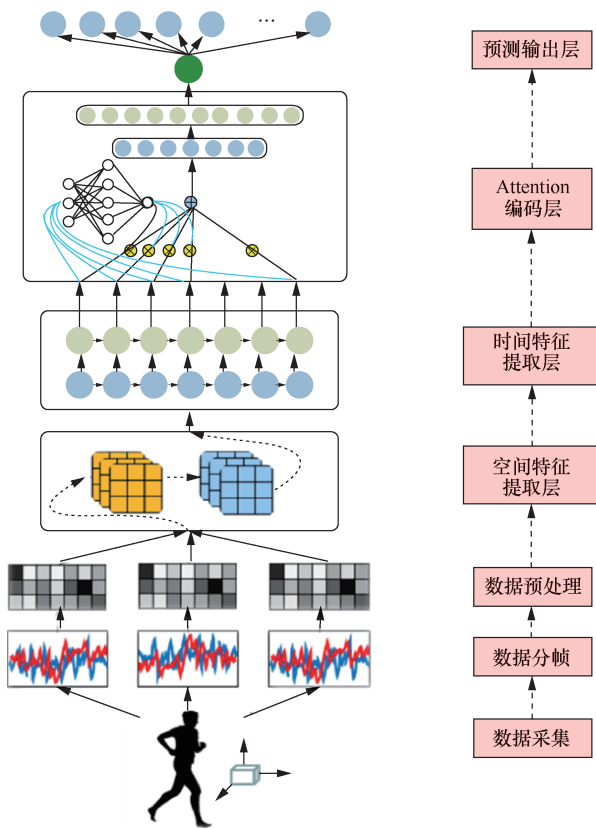 ...
预测输出层
Attention
编码层
时间特征
提取层
空间特征
提取层
数据预处理
数据分帧
数据采集